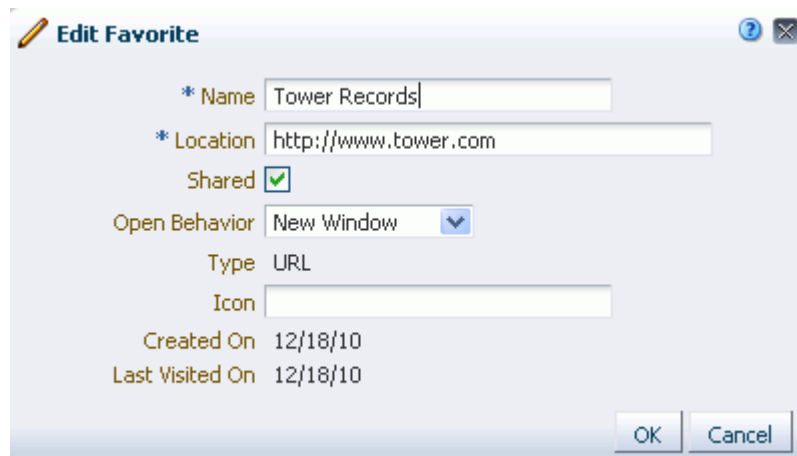 Edit Favorite
* Name Tower Records
* Location http://www.tower.com
Shared
Open Behavior New Window
Type URL
Icon
Created On 12/18/10
Last Visited On 12/18/10
OK Cancel